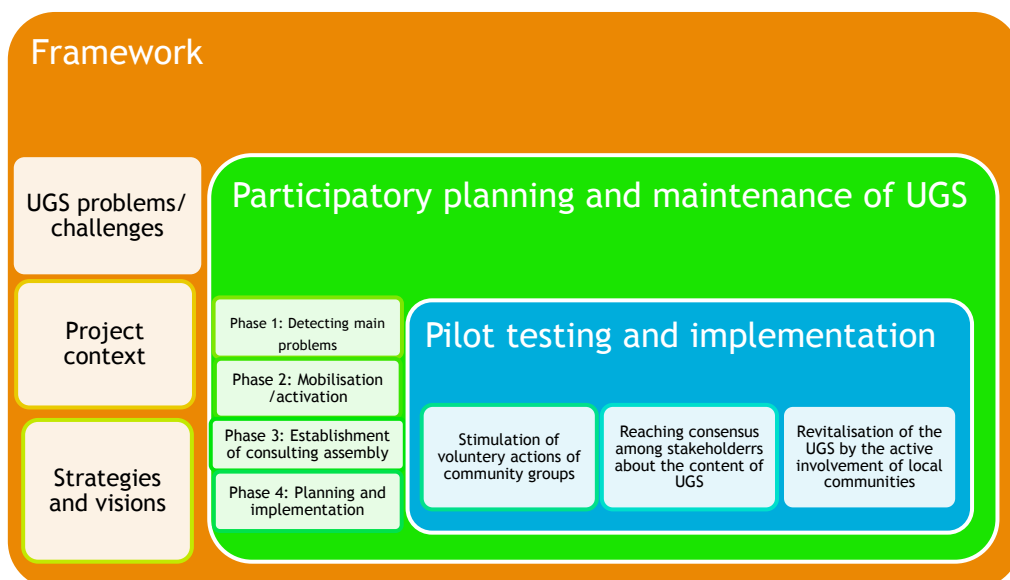 Framework
UGS problems/
challenges
Project
context
Strategies
and visions
Participatory planning and maintenance of UGS
Phase 1: Detecting main
problems
Phase 2: Mobilisation
/activation
Phase 3: Establishment
of consulting assembly
Phase 4: Planning and
implementation
Pilot testing and implementation
Stimulation of
voluntery actions of
community groups
Reaching consensus
among stakeholderrs
about the content of
UGS
Revitalisation of the
UGS by the active
involvement of local
communities